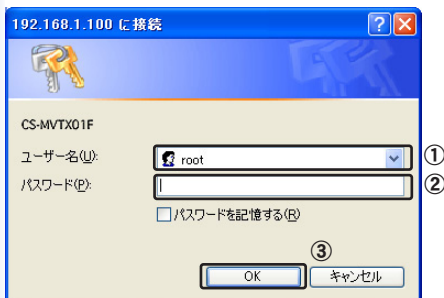 192.168.1.100 に接続
CS-MVTX01F
ユーザー名(U):
root
①
パスワード(P):
②
パスワードを記憶する(R)
③
OK
キャンセル